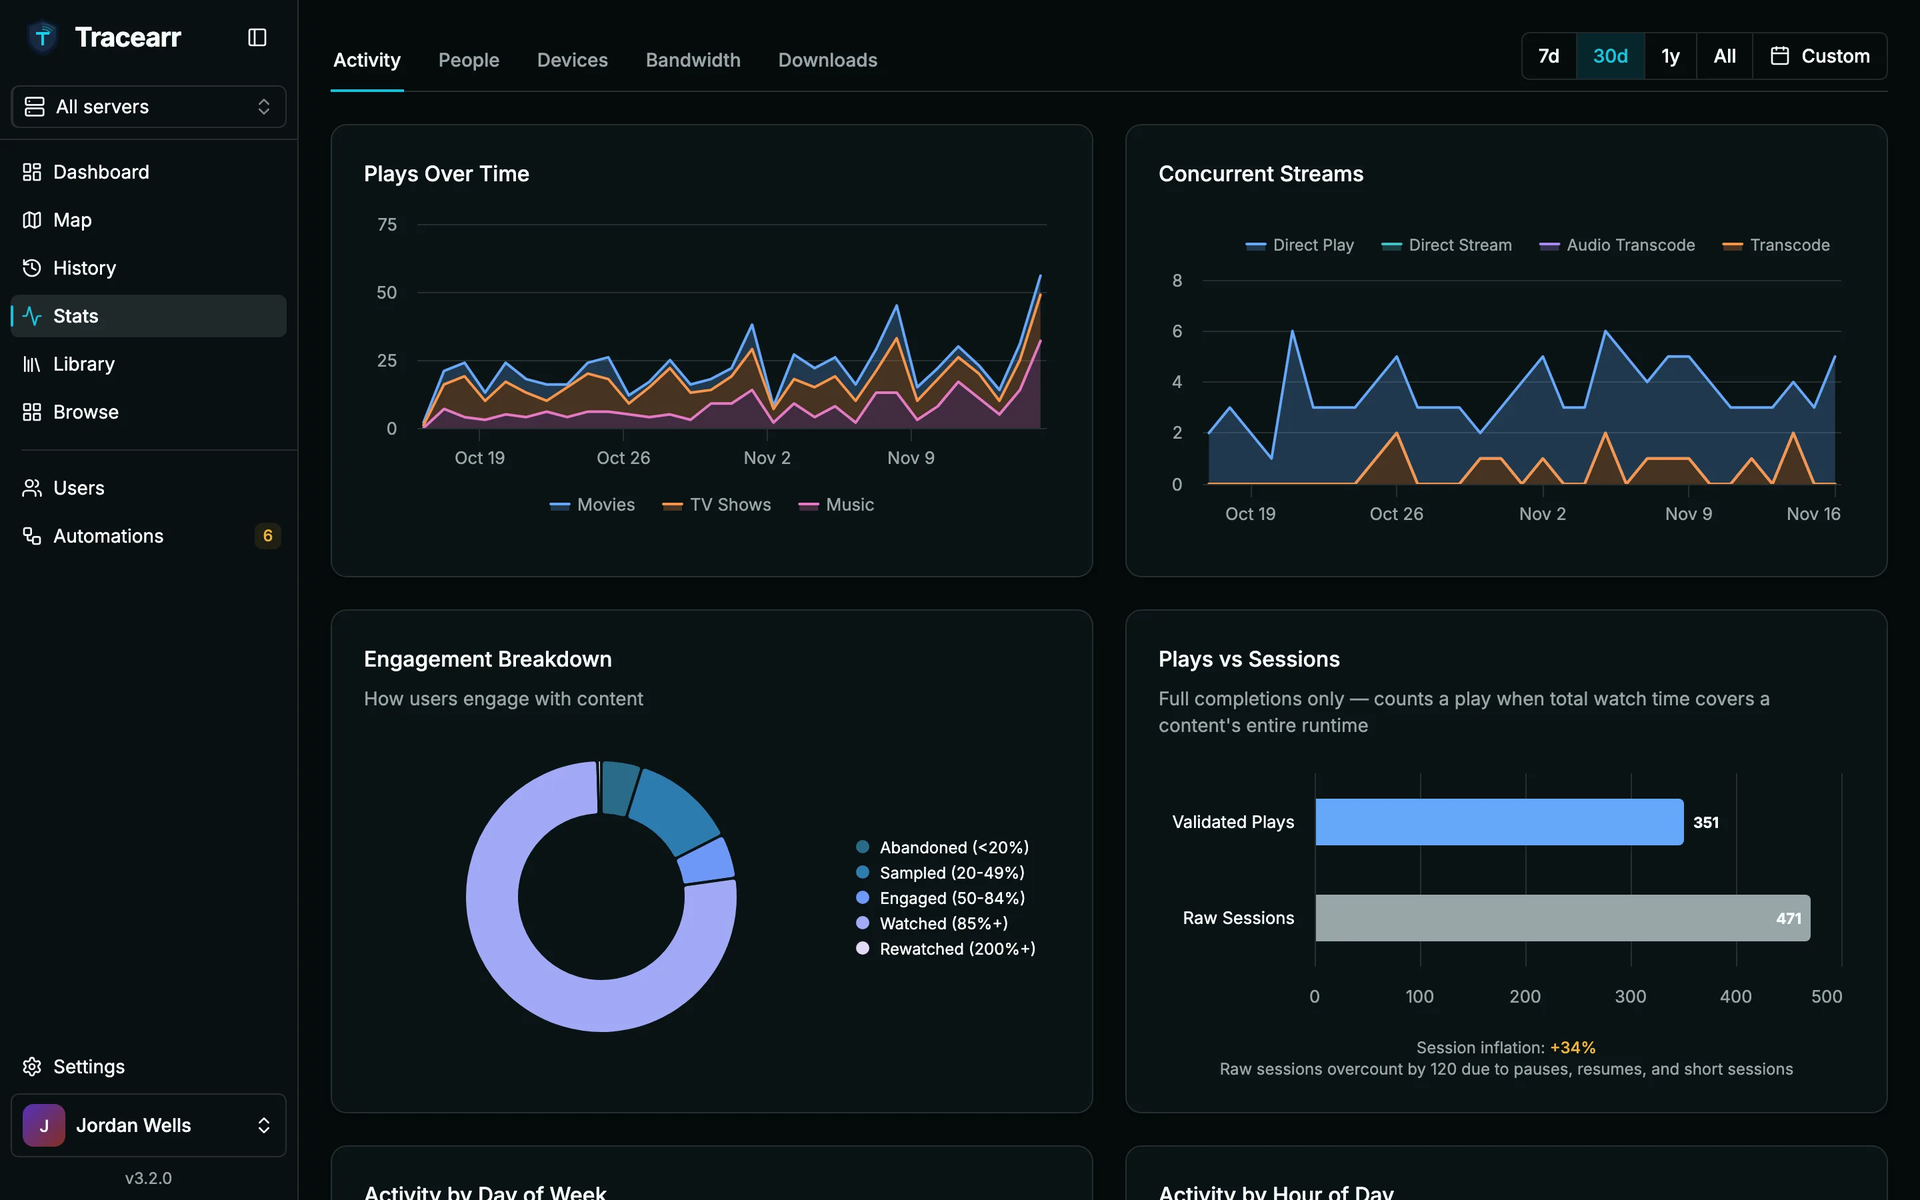 Tracearr
All servers
Dashboard
Map
History
Stats
Library
Browse
Users
Automations
6
Settings
J
Jordan Wells
v3.2.0
Activity
People
Devices
Bandwidth
Downloads
7d
30d
1y
All
Custom
Plays Over Time
75
50
25
0
Oct 19
Oct 26
Nov 2
Nov 9
Movies
TV Shows
Music
Concurrent Streams
Direct Play
Direct Stream
Audio Transcode
Transcode
8
6
4
2
0
Oct 19
Oct 26
Nov 2
Nov 9
Nov 16
Engagement Breakdown
How users engage with content
Abandoned (<20%)
Sampled (20-49%)
Engaged (50-84%)
Watched (85%+)
Rewatched (200%+)
Plays vs Sessions
Full completions only — counts a play when total watch time covers a
content's entire runtime
Validated Plays
351
Raw Sessions
471
0
100
200
300
400
500
Session inflation: +34%
Raw sessions overcount by 120 due to pauses, resumes, and short sessions
Activity by Day of Week
Activity by Hour of Day